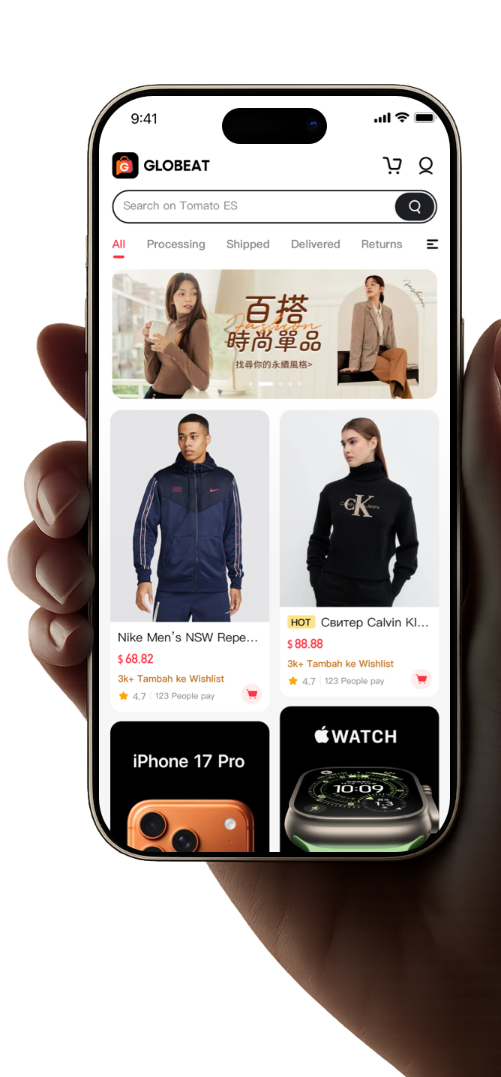 9:41
G GLOBEAT
Search on Tomato ES
All Processing Shipped Delivered Returns
百搭
Fashion
時尚單品
找尋你的永續風格>
Fashion
CK Jeans
Nike Men's NSW Repe...
$68.82
3k+ Tambah ke Wishlist
4.7 123 People pay
HOT Свитер Calvin Kl...
$88.88
3k+ Tambah ke Wishlist
4.7 123 People pay
iPhone 17 Pro
WATCH
10:09